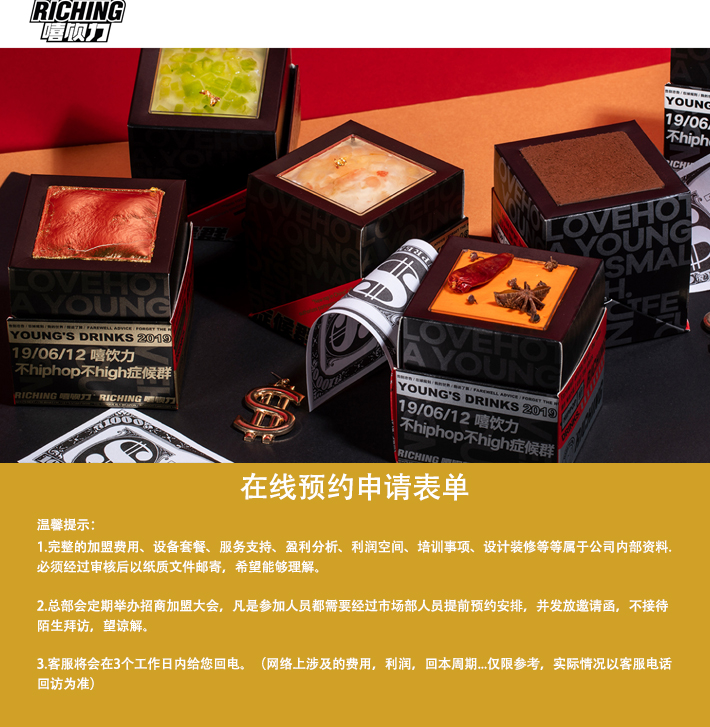 RICHING
嘻饮力
YOUNG'S
19/06/
不hip
RICHING
LOVEHOT
A YOUNG
LOVEHOT
A YOUNG
YOUNG'S DRINKS 2019
19/06/12 嘻饮力
不hiphop不high症候群
RICHING 嘻饮力 RICHING 嘻饮力
LOVEHOT
A YOUNG
FAREWELL ADVICE / FORGET THE
YOUNG'S DRINKS 2019
19/06/12 嘻饮力
不hiphop不high症候群
RICHING
在线预约申请表单
温馨提示：
1.完整的加盟费用、设备套餐、服务支持、盈利分析、利润空间、培训事项、设计装修等等属于公司内部资料.
必须经过审核后以纸质文件邮寄，希望能够理解。
2.总部会定期举办招商加盟大会，凡是参加人员都需要经过市场部人员提前预约安排，并发放邀请函，不接待
陌生拜访，望谅解。
3.客服将会在3个工作日内给您回电。（网络上涉及的费用，利润，回本周期...仅限参考，实际情况以客服电话
回访为准）